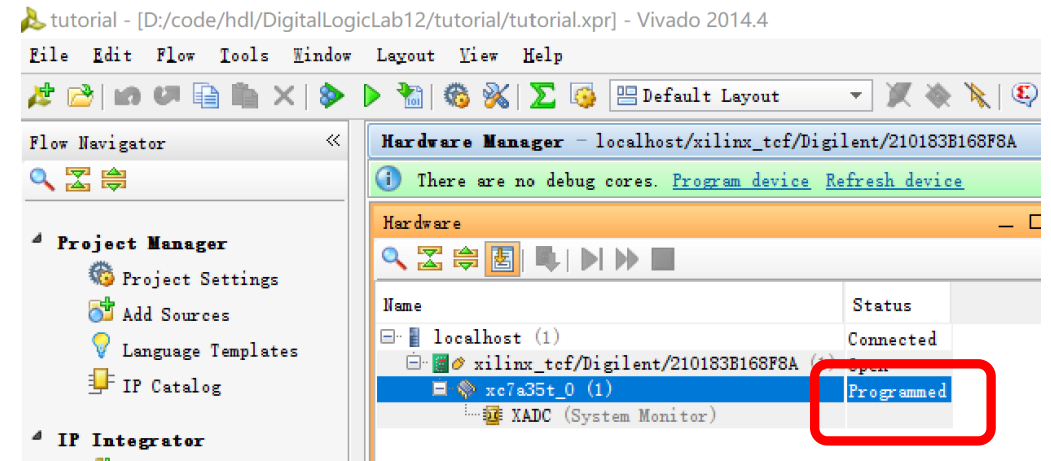 tutorial - [D:/code/hdl/DigitalLogicLab12/tutorial/tutorial.xpr] - Vivado 2014.4
File Edit Flow Tools Window Layout View Help
Default Layout
Flow Navigator
Hardware Manager - localhost/xilinx_tcf/Digilent/210183B168F8A
There are no debug cores. Program device Refresh device
Hardware
Project Manager
Project Settings
Add Sources
Language Templates
IP Catalog
IP Integrator
Name Status
localhost (1) Connected
xilinx_tcf/Digilent/210183B168F8A (1) Open
xc7a35t_0 (1) Programmed
XADC (System Monitor)